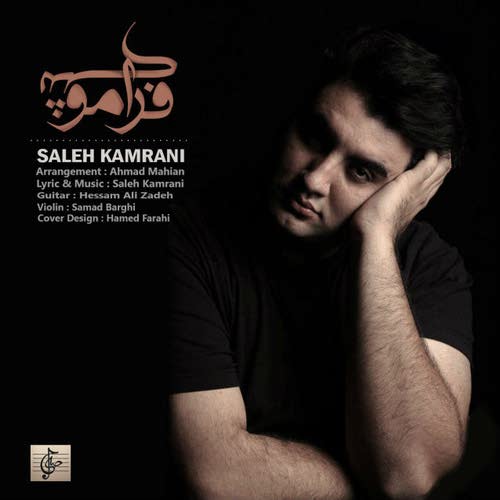 فراموشی
SALEH KAMRANI
Arrangement : Ahmad Mahian
Lyric & Music : Saleh Kamrani
Guitar : Hessam Ali Zadeh
Violin : Samad Barghi
Cover Design : Hamed Farahi